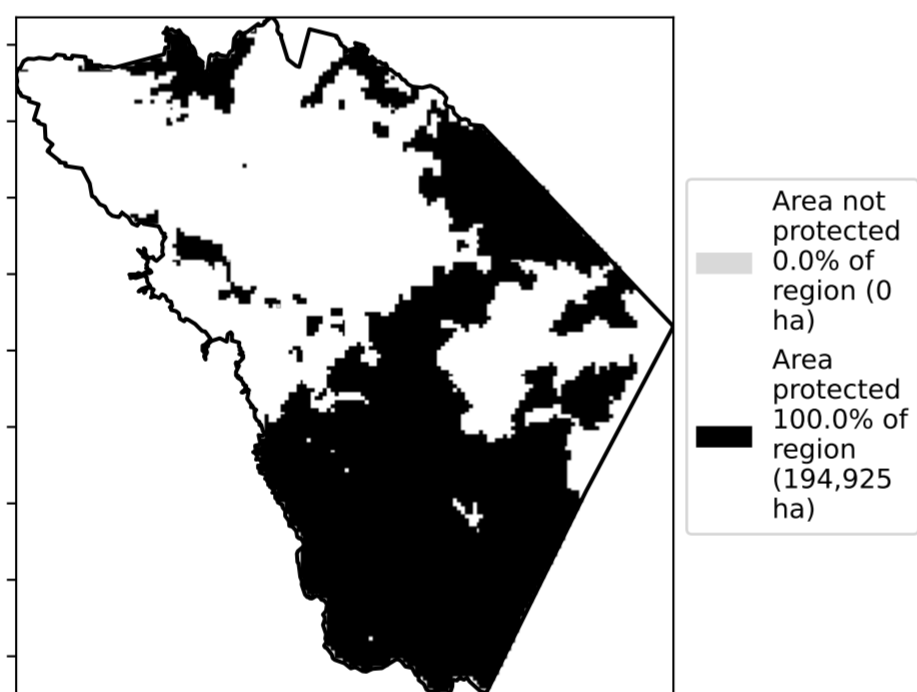 Area not
protected
0.0% of
region (0
ha)
Area
protected
100.0% of
region
(194,925
ha)